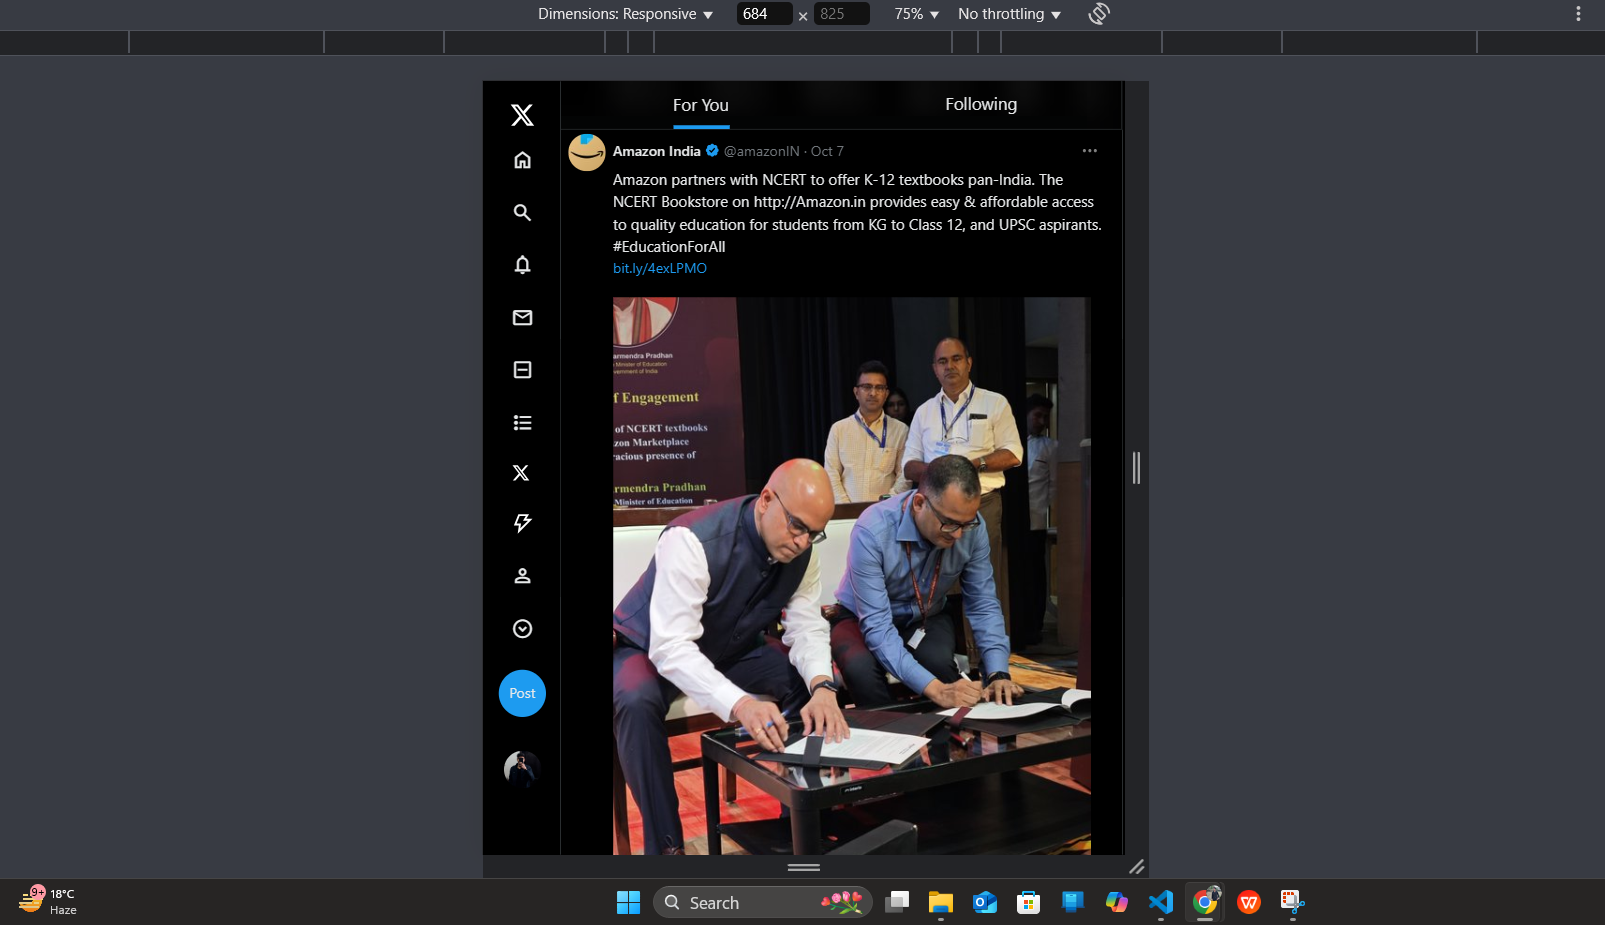 Dimensions: Responsive
684 × 825
75%
No throttling
For You
Following
Amazon India @amazonIN · Oct 7
Amazon partners with NCERT to offer K-12 textbooks pan-India. The
NCERT Bookstore on http://Amazon.in provides easy & affordable access
to quality education for students from KG to Class 12, and UPSC aspirants.
#EducationForAll
bit.ly/4exLPMO
armendra Pradhan
Minister of Education
vernment of India
f Engagement
of NCERT textbooks
zon Marketplace
racious presence of
rmendra Pradhan
Minister of Education
Post
9+
18°C
Haze
Search